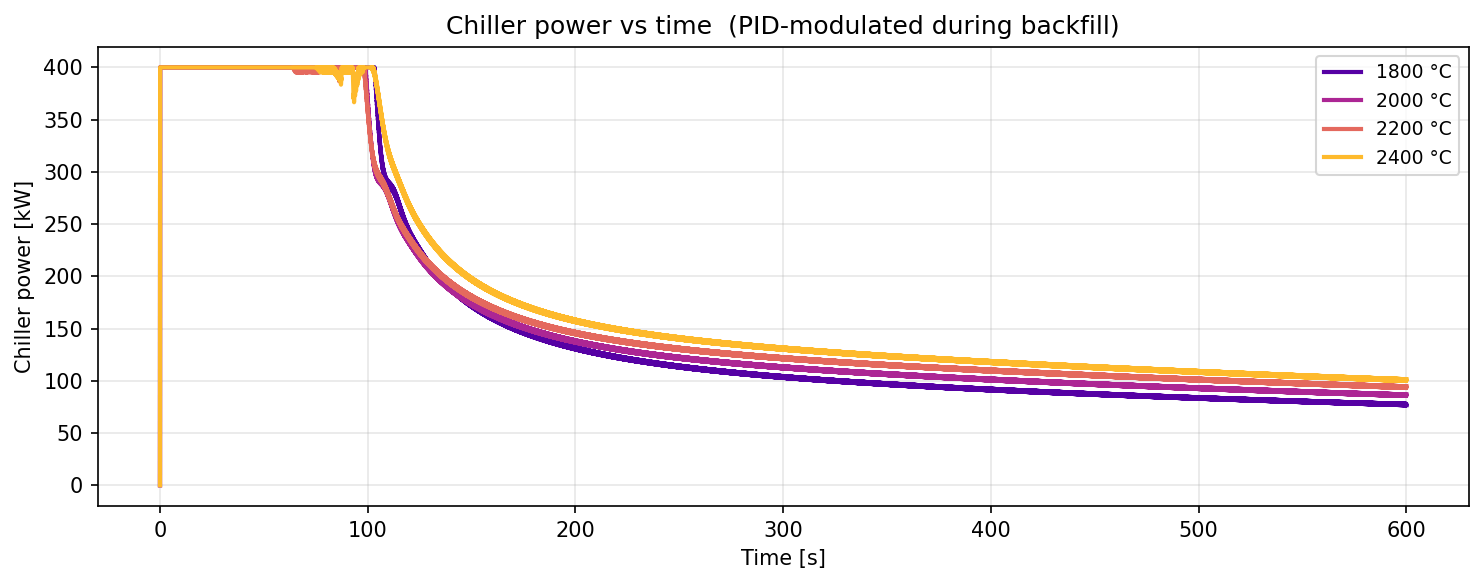 Chiller power vs time  (PID-modulated during backfill)
Chiller power [kW]
400
350
300
250
200
150
100
50
0
1800 °C
2000 °C
2200 °C
2400 °C
0 100 200 300 400 500 600
Time [s]